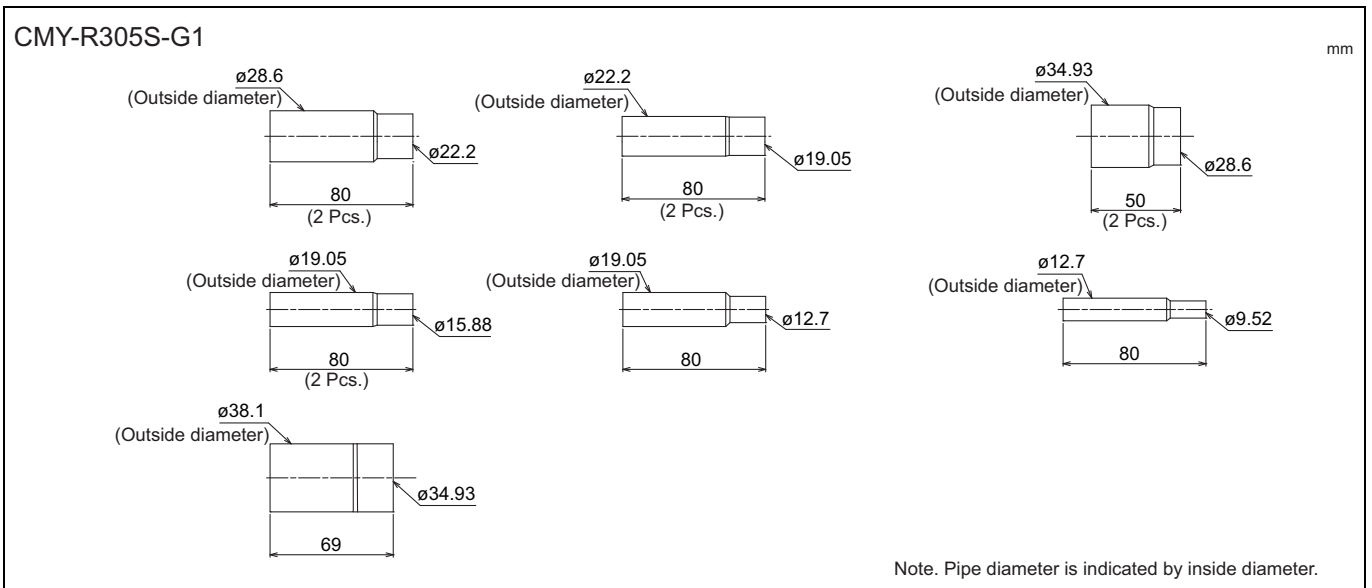 CMY-R305S-G1
mm
ø28.6
(Outside diameter)
ø22.2
80
(2 Pcs.)
ø22.2
(Outside diameter)
ø19.05
80
(2 Pcs.)
ø34.93
(Outside diameter)
ø28.6
50
(2 Pcs.)
ø19.05
(Outside diameter)
ø15.88
80
(2 Pcs.)
ø19.05
(Outside diameter)
ø12.7
80
ø12.7
(Outside diameter)
ø9.52
80
ø38.1
(Outside diameter)
ø34.93
69
Note. Pipe diameter is indicated by inside diameter.